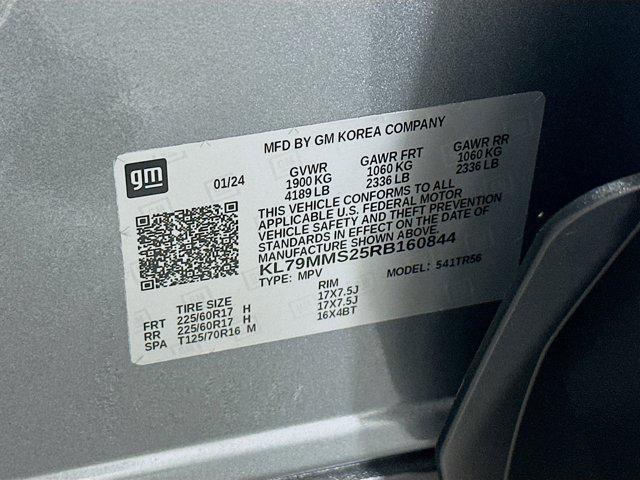 MFD BY GM KOREA COMPANY
gm
01/24
GVWR GAWR FRT GAWR RR
1900 KG 1060 KG 1060 KG
4189 LB 2336 LB 2336 LB
THIS VEHICLE CONFORMS TO ALL
APPLICABLE U.S. FEDERAL MOTOR
VEHICLE SAFETY AND THEFT PREVENTION
STANDARDS IN EFFECT ON THE DATE OF
MANUFACTURE SHOWN ABOVE.
KL79MMS25RB160844
TYPE: MPV MODEL: 541TR56
TIRE SIZE RIM
FRT 225/60R17 H 17X7.5J
RR 225/60R17 H 17X7.5J
SPA T125/70R16 M 16X4BT